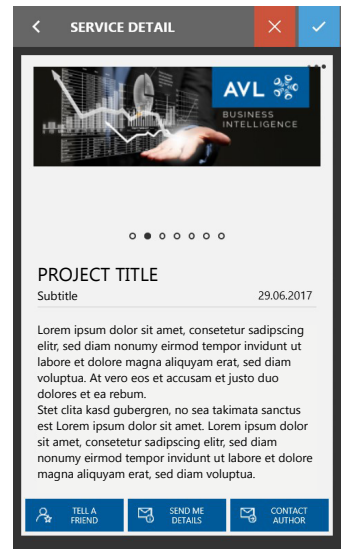 SERVICE DETAIL
AVL
BUSINESS
INTELLIGENCE
PROJECT TITLE
Subtitle 29.06.2017
Lorem ipsum dolor sit amet, consetetur sadipscing
elitr, sed diam nonumy eirmod tempor invidunt ut
labore et dolore magna aliquyam erat, sed diam
voluptua. At vero eos et accusam et justo duo
dolores et ea rebum.
Stet clita kasd gubergren, no sea takimata sanctus
est Lorem ipsum dolor sit amet. Lorem ipsum dolor
sit amet, consetetur sadipscing elitr, sed diam
nonumy eirmod tempor invidunt ut labore et dolore
magna aliquyam erat, sed diam voluptua.
TELL A
FRIEND
SEND ME
DETAILS
CONTACT
AUTHOR